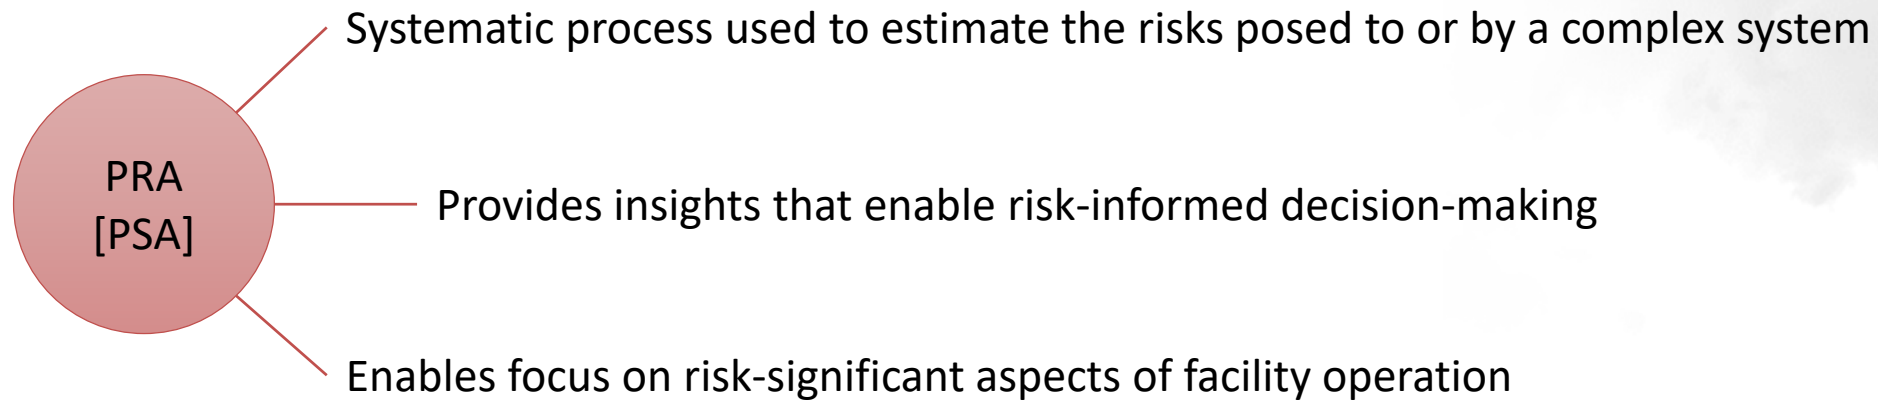 Systematic process used to estimate the risks posed to or by a complex system
PRA
[PSA]
Provides insights that enable risk-informed decision-making
Enables focus on risk-significant aspects of facility operation